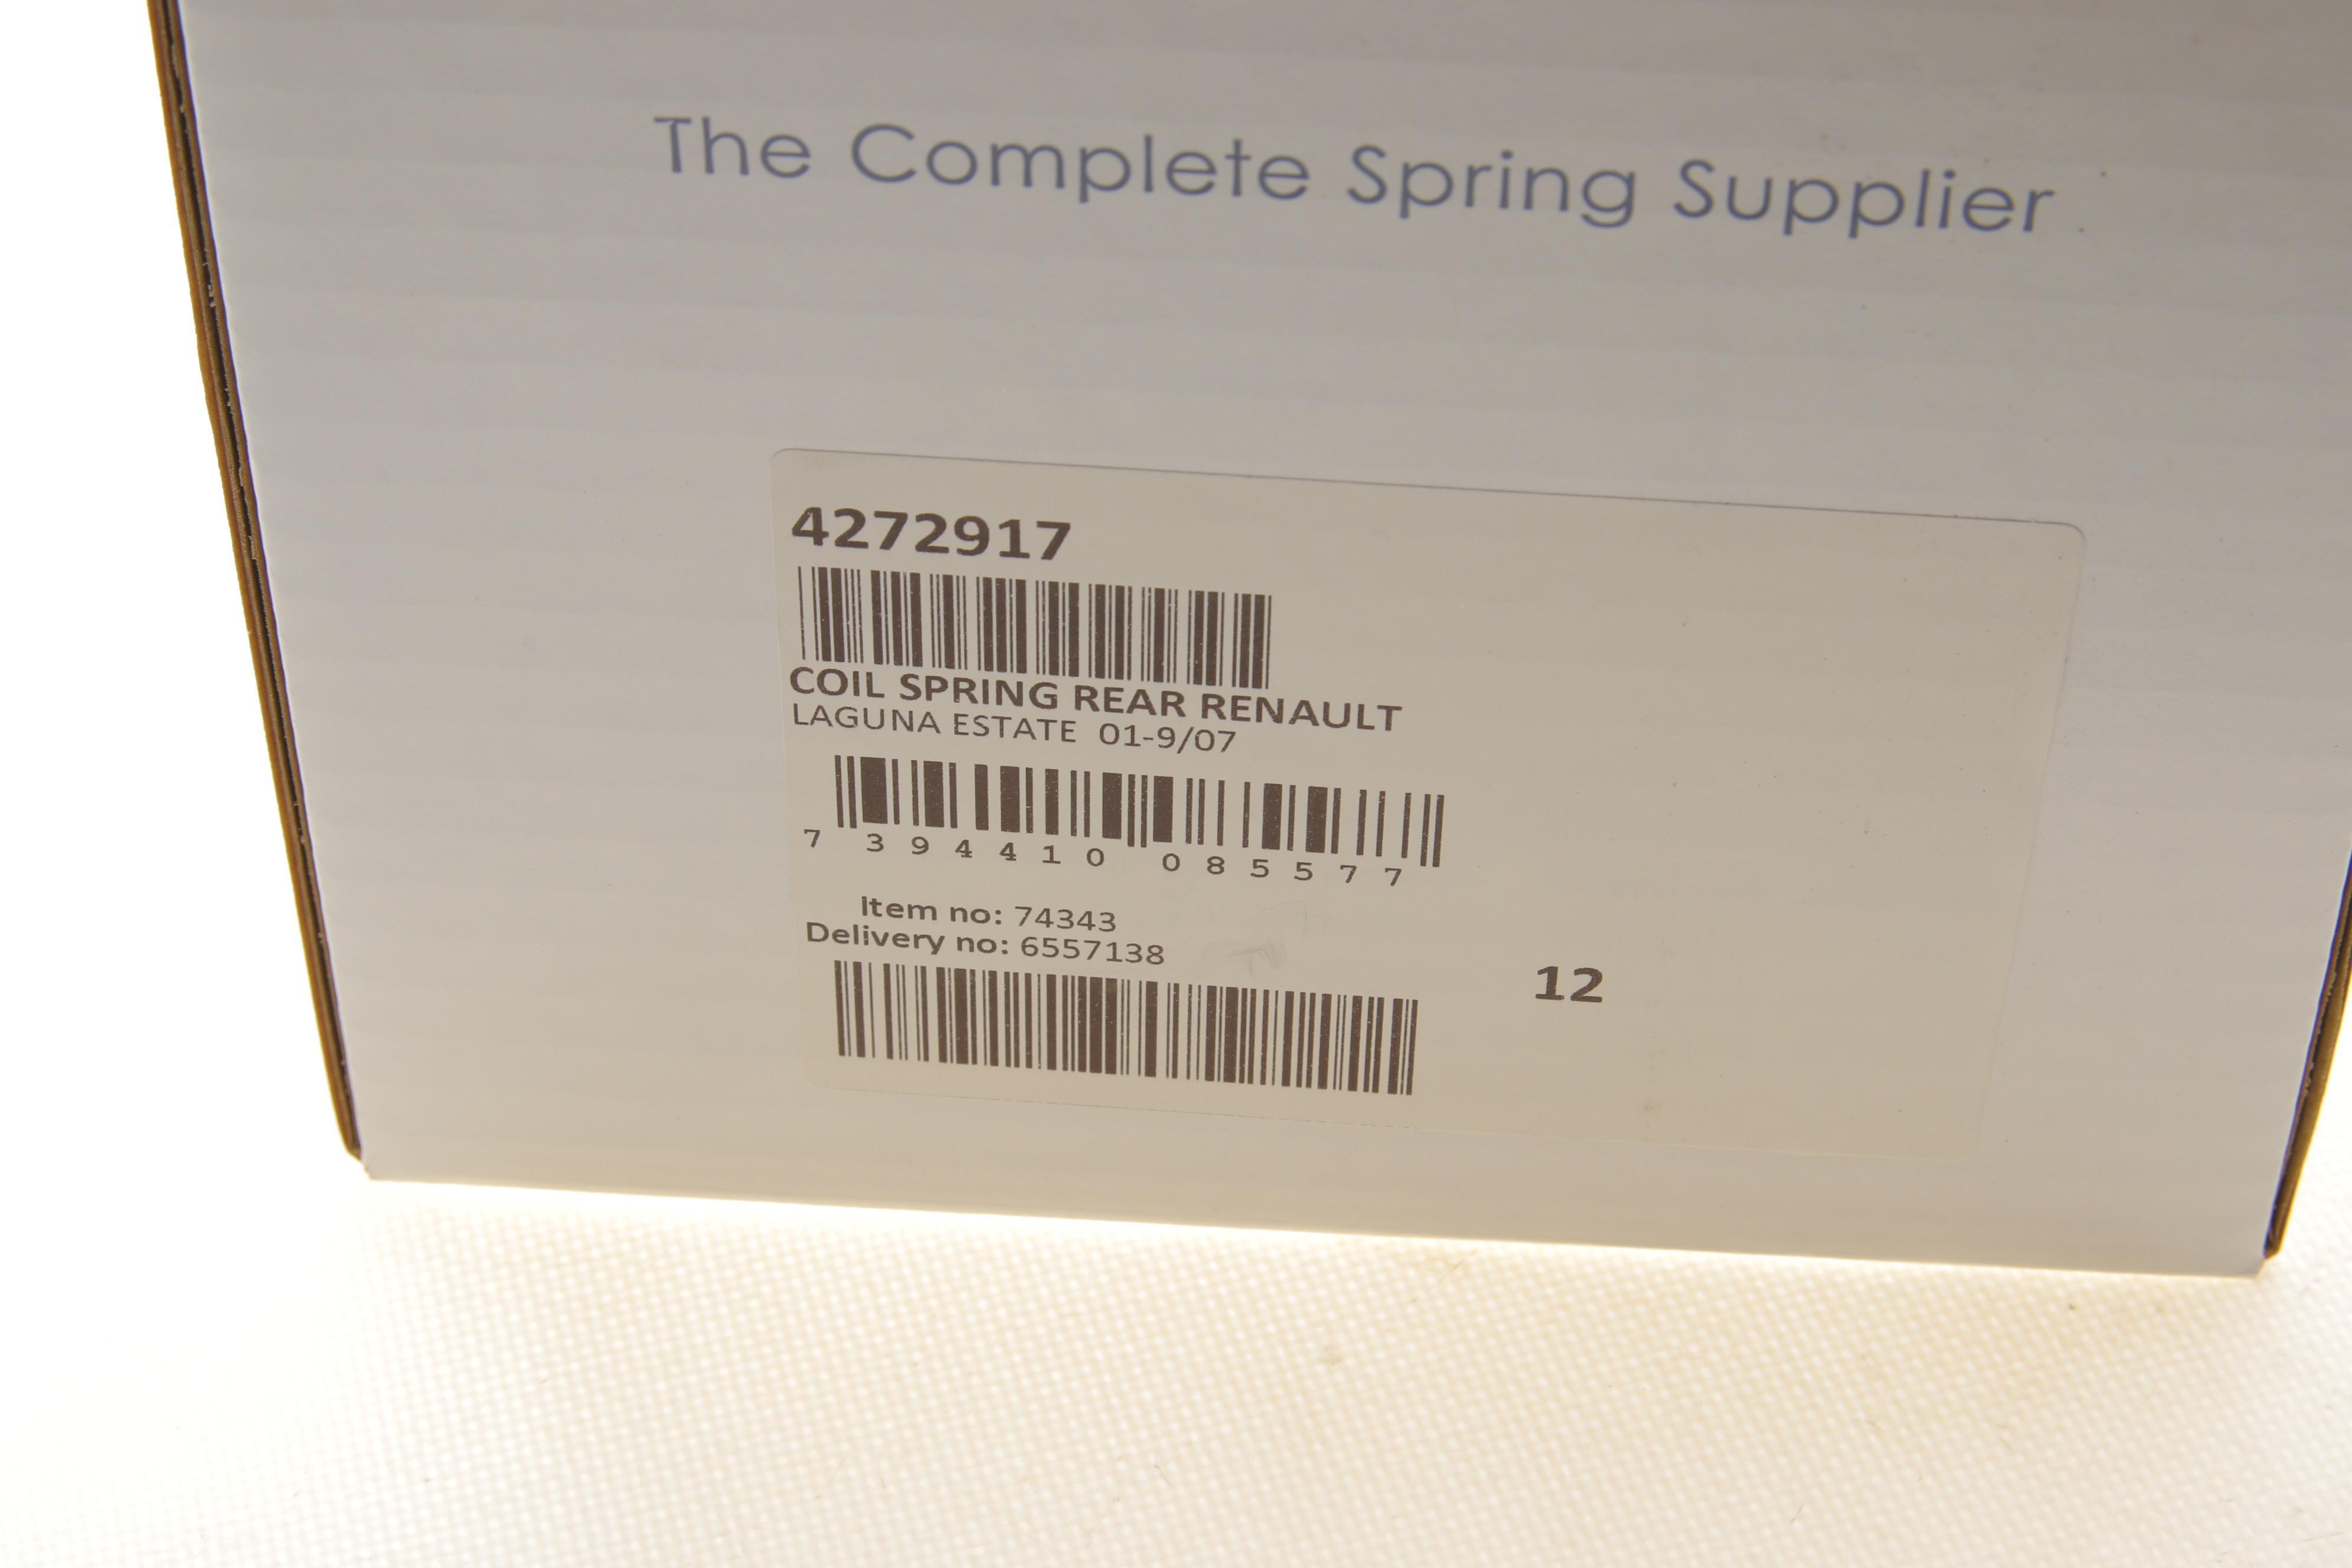 The Complete Spring Supplier
4272917
COIL SPRING REAR RENAULT
LAGUNA ESTATE 01-9/07
7 394410 085577
Item no: 74343
Delivery no: 6557138
12